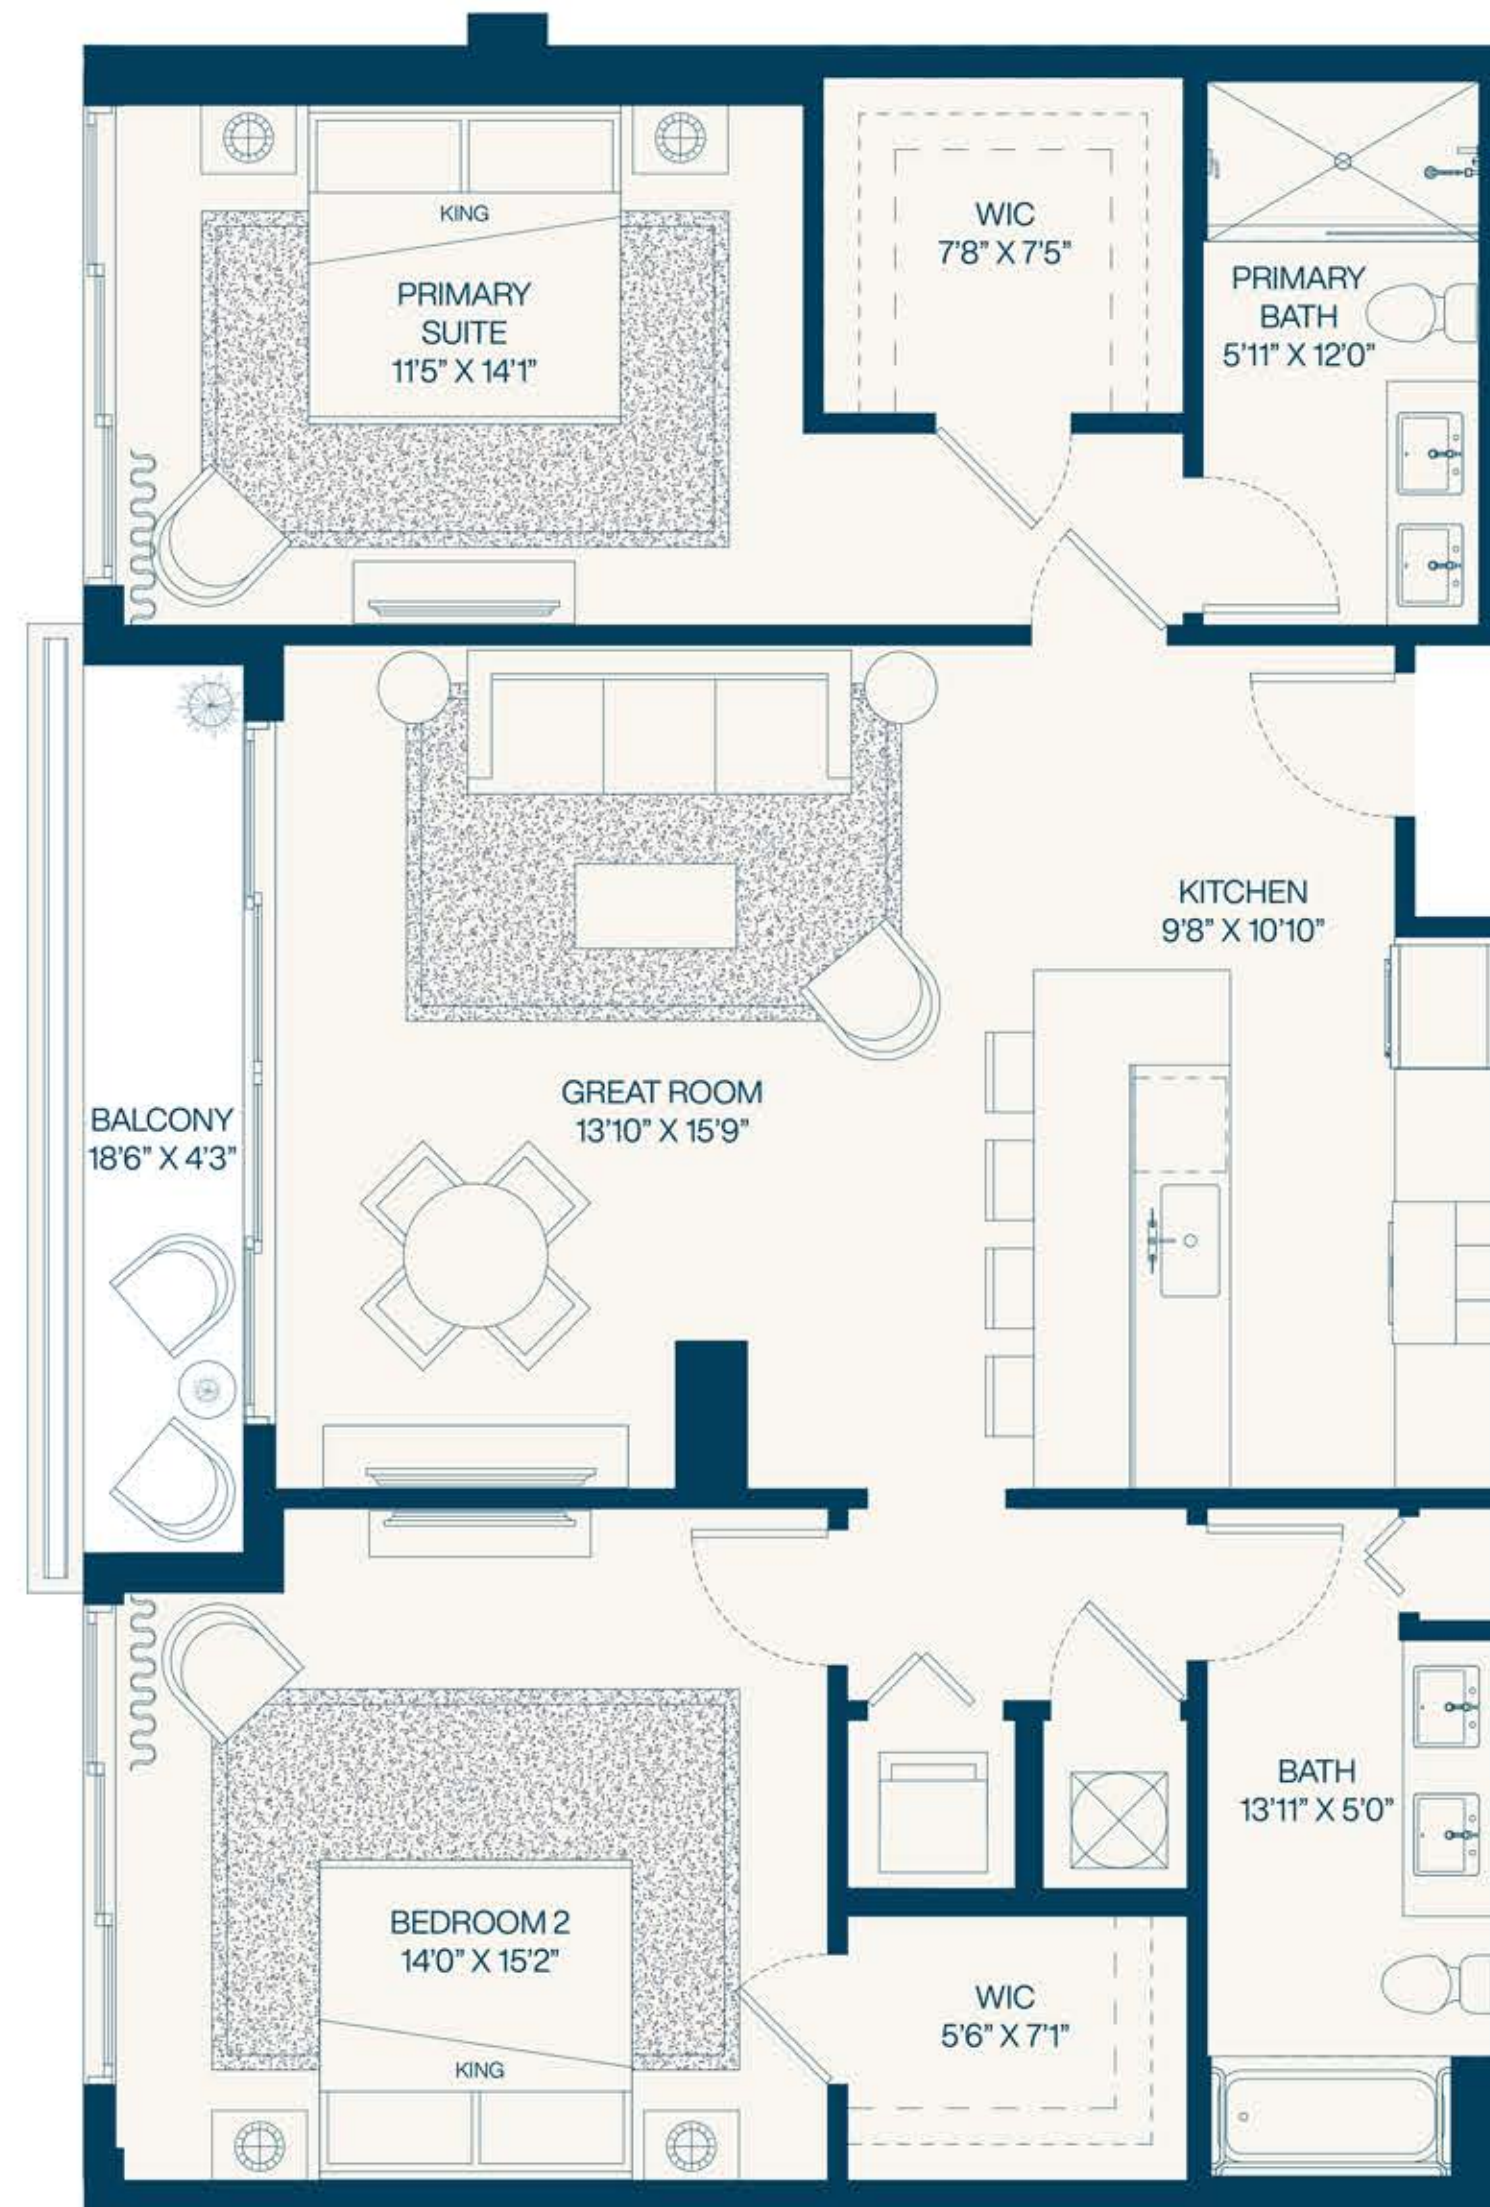 KING
PRIMARY
SUITE
11'5" X 14'1"
WIC
7'8" X 7'5"
PRIMARY
BATH
5'11" X 12'0"
KITCHEN
9'8" X 10'10"
GREAT ROOM
13'10" X 15'9"
BALCONY
18'6" X 4'3"
BATH
13'11" X 5'0"
BEDROOM 2
14'0" X 15'2"
KING
WIC
5'6" X 7'1"